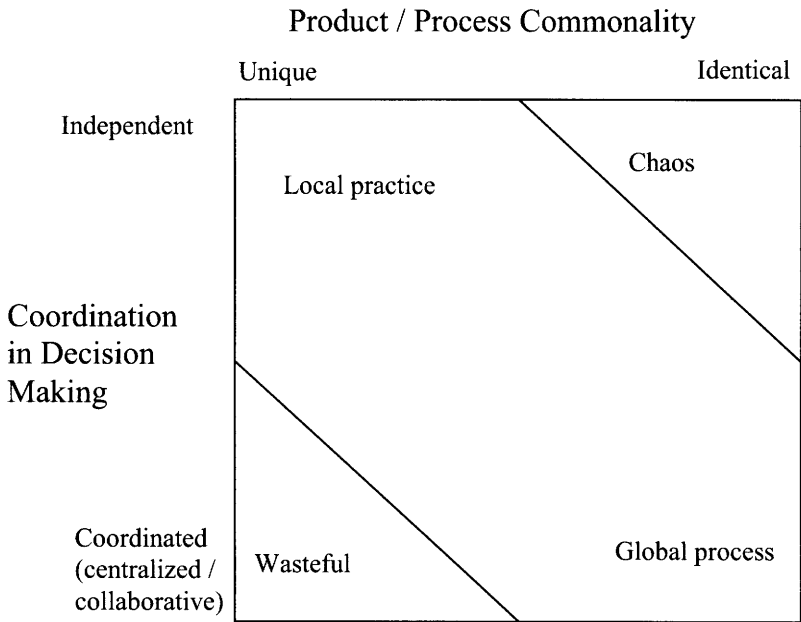 Product / Process Commonality
Unique
Identical
Independent
Chaos
Local practice
Coordination
in Decision
Making
Coordinated
(centralized /
collaborative)
Wasteful
Global process